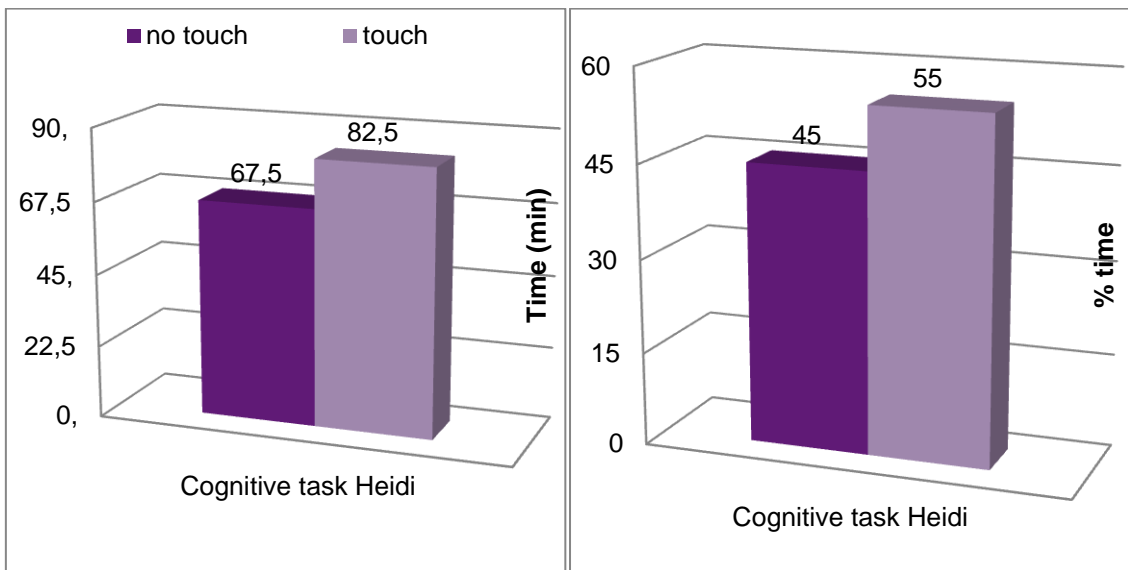 no touch touch
90,
82,5
67,5
67,5
45,
22,5
0,
Time (min)
Cognitive task Heidi
60
55
45
45
30
15
0
% time
Cognitive task Heidi